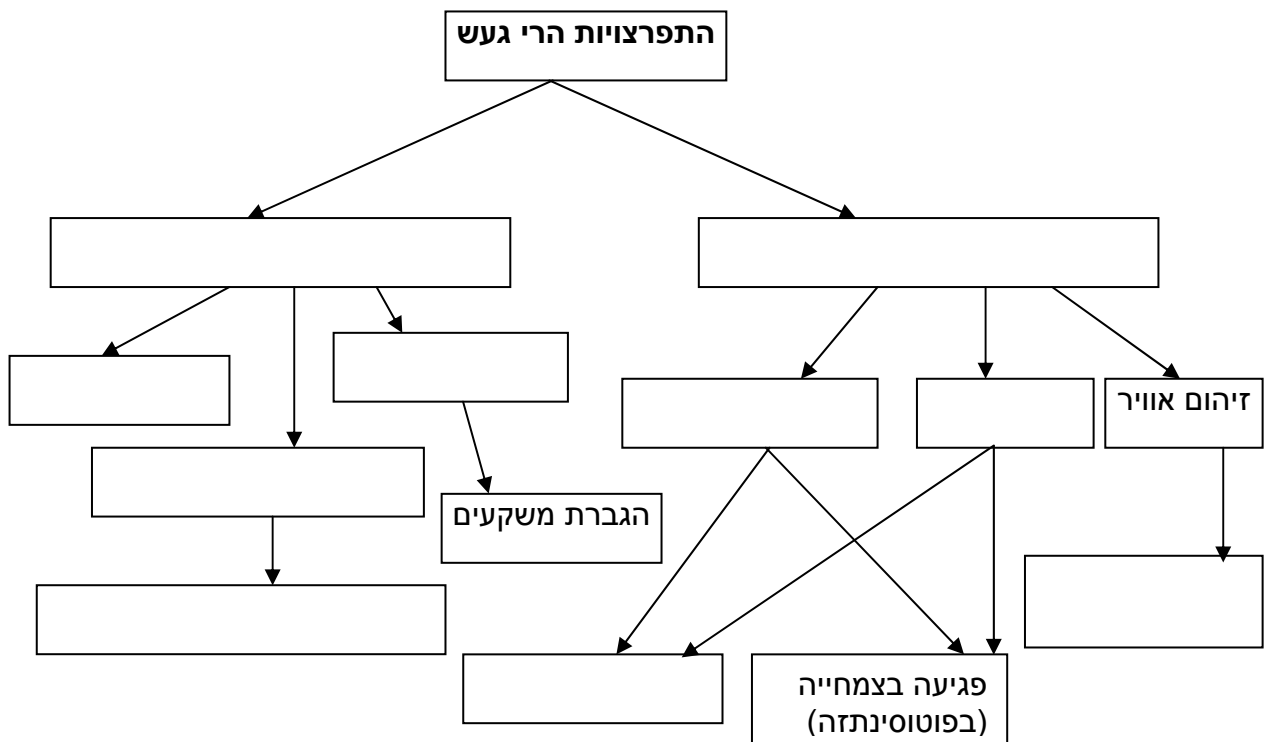 התפרצויות הרי געש
זיהום אוויר
הגברת משקעים
פגיעה בצמחייה
(בפוטוסינתזה)